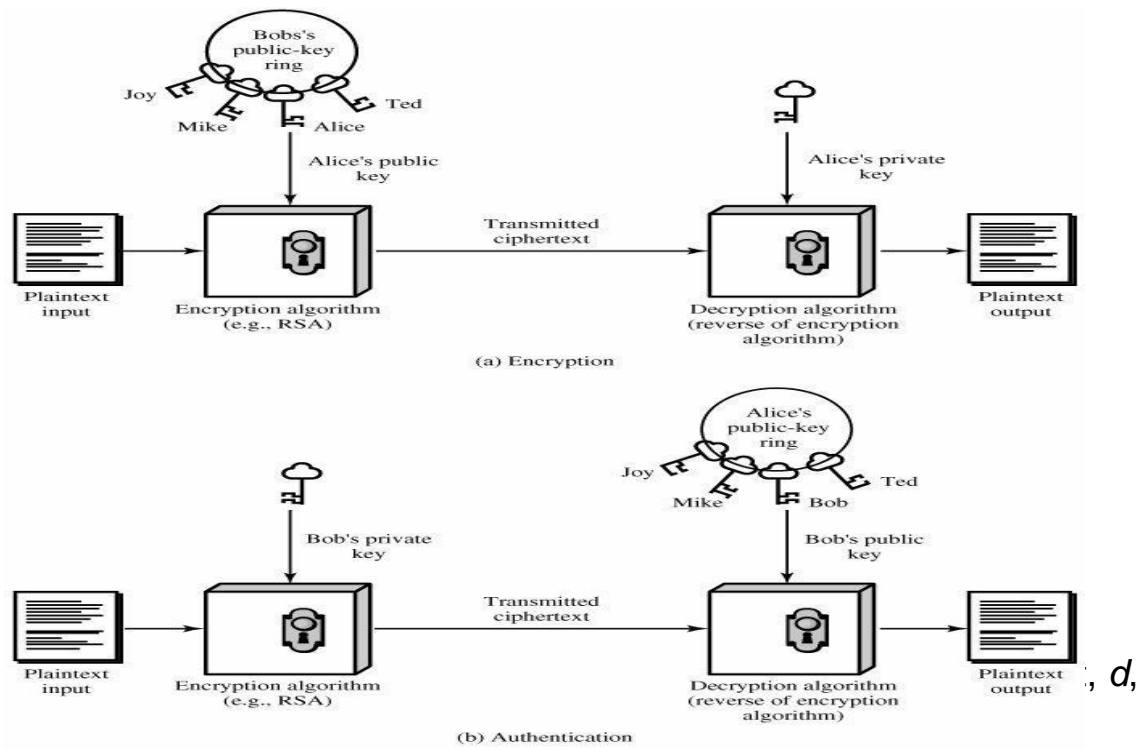 Bobs's
public-key
ring
Joy
Ted
Mike
Alice
Alice's public
key
Alice's private
key
Transmitted
ciphertext
Plaintext
input
Encryption algorithm
(e.g., RSA)
Decryption algorithm
(reverse of encryption
algorithm)
Plaintext
output
(a) Encryption
Alice's
public-key
ring
Joy
Ted
Mike
Bob
Bob's private
key
Bob's public
key
Transmitted
ciphertext
Plaintext
input
Encryption algorithm
(e.g., RSA)
Decryption algorithm
(reverse of encryption
algorithm)
Plaintext
output
, d,
(b) Authentication